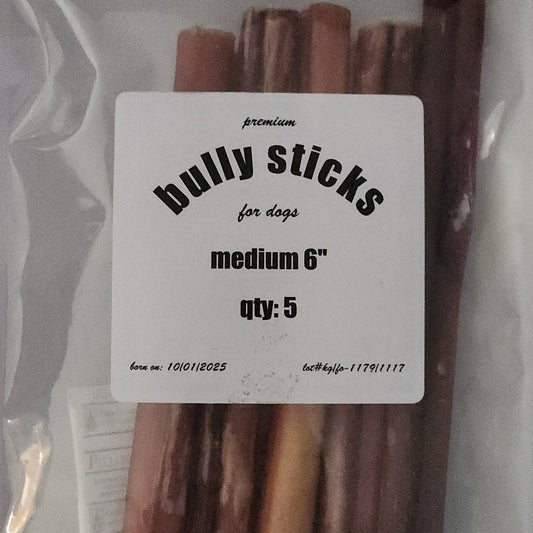 premium
bully sticks
for dogs
medium 6"
qty: 5
born on: 10/01/2025 lot#kg/fo-1179/1117